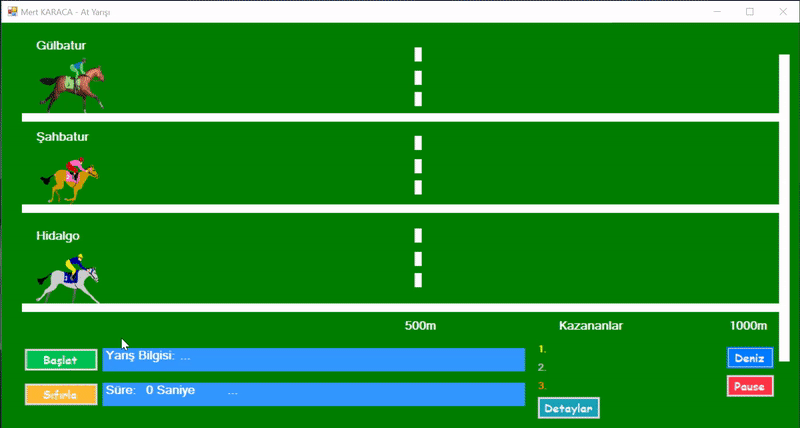 Mert KARACA - At Yarışı
Gülbatur
Şahbatur
Hidalgo
500m
Kazananlar
1000m
Başlat
Yarış Bilgisi: ...
1.
2.
3.
Deniz
Sıfırla
Süre: 0 Saniye ...
Pause
Detaylar